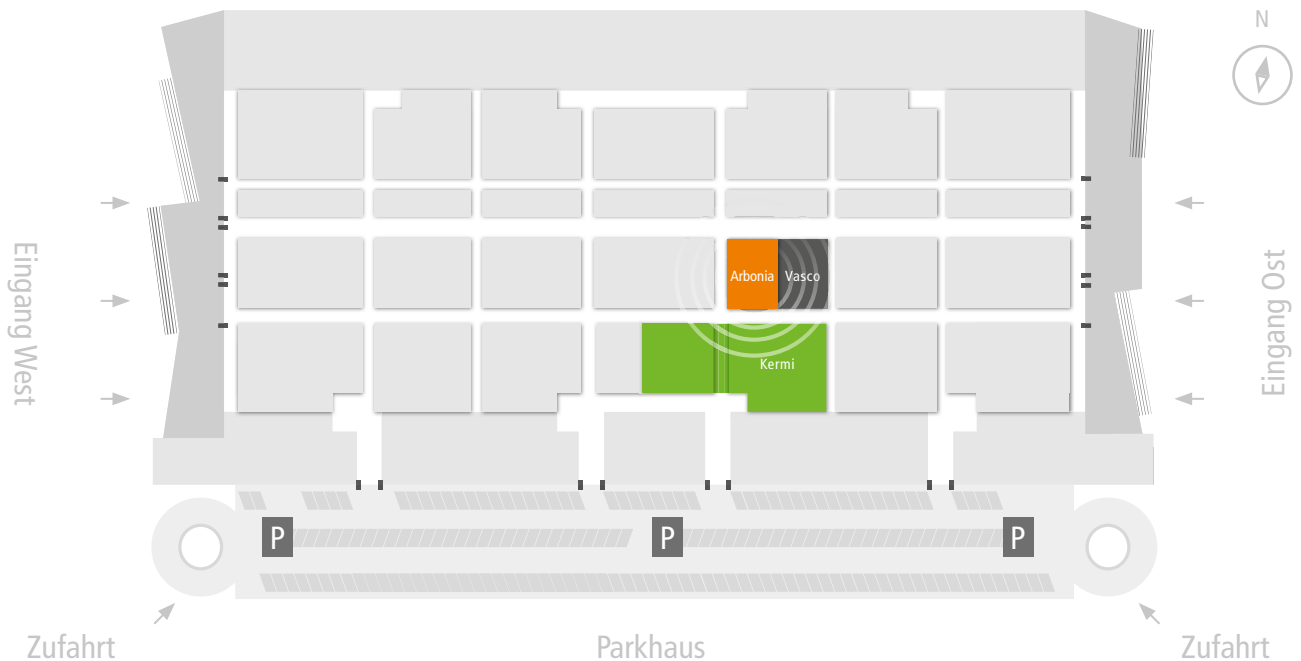 N
Eingang West
Eingang Ost
Arbonia
Vasco
Kermi
P
P
P
Zufahrt
Parkhaus
Zufahrt